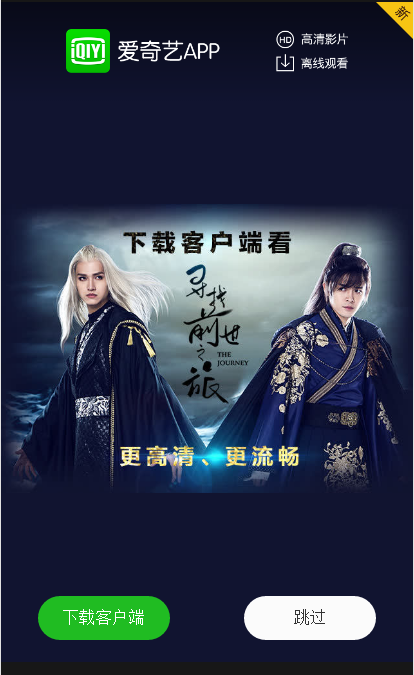 新
iQIYI
爱奇艺APP
HD 高清影片
离线观看
下载客户端看
寻找前世之旅
THE
JOURNEY
更高清、更流畅
下载客户端
跳过